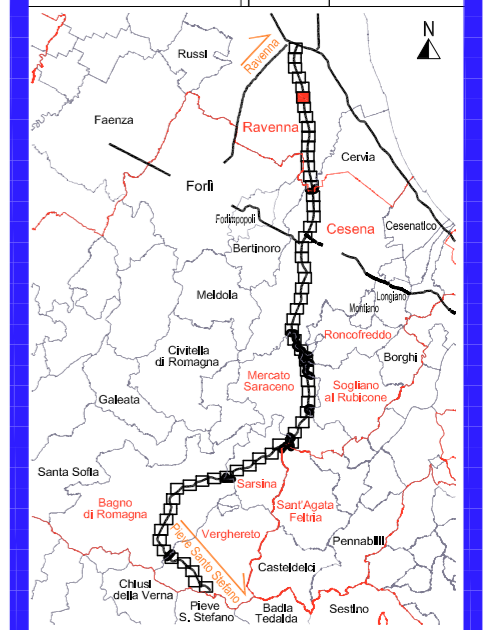 N
Russi
Ravenna
Faenza
Ravenna
Cervia
Forlì
Forlimpopoli
Cesena
Cesenatico
Bertinoro
Meldola
Longiano
Montiano
Roncofreddo
Civitella
di Romagna
Borghi
Mercato
Saraceno
Sogliano
al Rubicone
Galeata
Santa Sofia
Sarsina
Bagno
di Romagna
Sant'Agata
Feltria
Verghereto
Pieve Santo Stefano
Pennabilli
Casteldelci
Chiusi
della Verna
Pieve
S. Stefano
Badia
Tedalda
Sestino